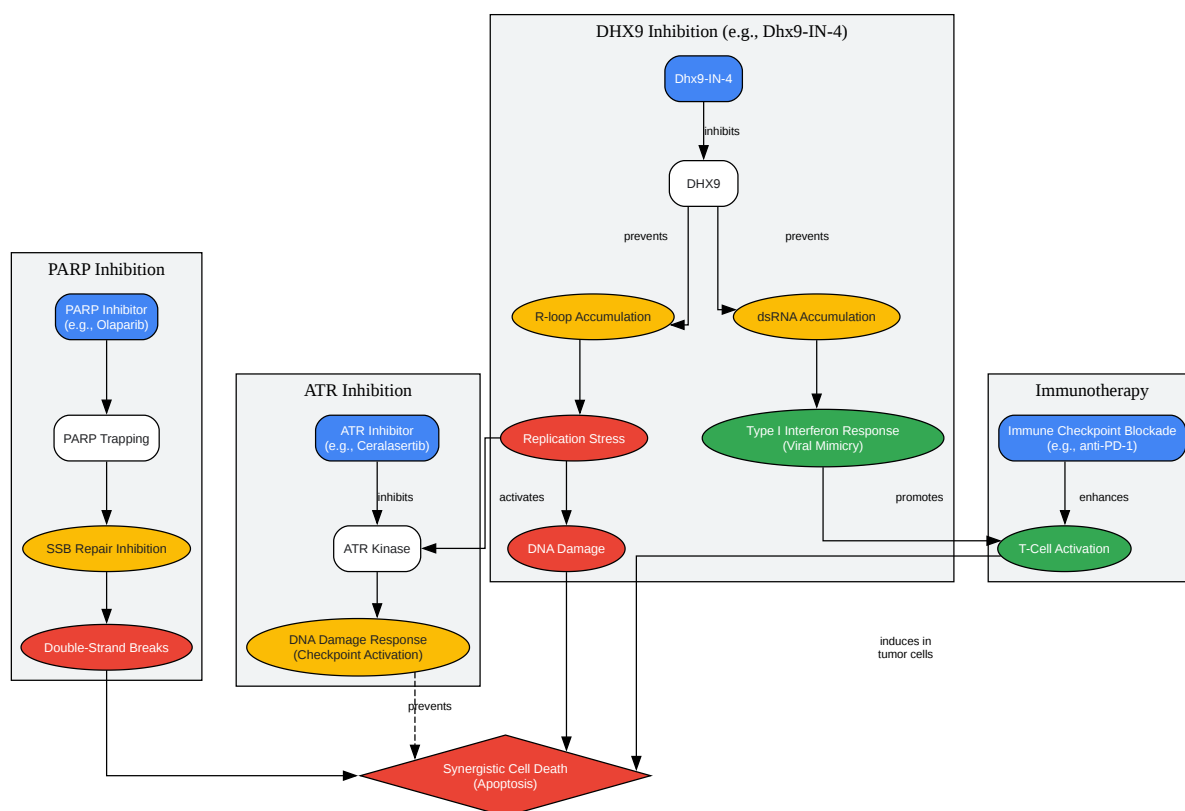 DHX9 Inhibition (e.g., Dhx9-IN-4)
Dhx9-IN-4
inhibits
DHX9
prevents
prevents
R-loop Accumulation
dsRNA Accumulation
Replication Stress
Type I Interferon Response
(Viral Mimicry)
activates
promotes
DNA Damage
PARP Inhibition
PARP Inhibitor
(e.g., Olaparib)
PARP Trapping
SSB Repair Inhibition
Double-Strand Breaks
ATR Inhibition
ATR Inhibitor
(e.g., Ceralasertib)
inhibits
ATR Kinase
DNA Damage Response
(Checkpoint Activation)
prevents
Immunotherapy
Immune Checkpoint Blockade
(e.g., anti-PD-1)
enhances
T-Cell Activation
induces in
tumor cells
Synergistic Cell Death
(Apoptosis)